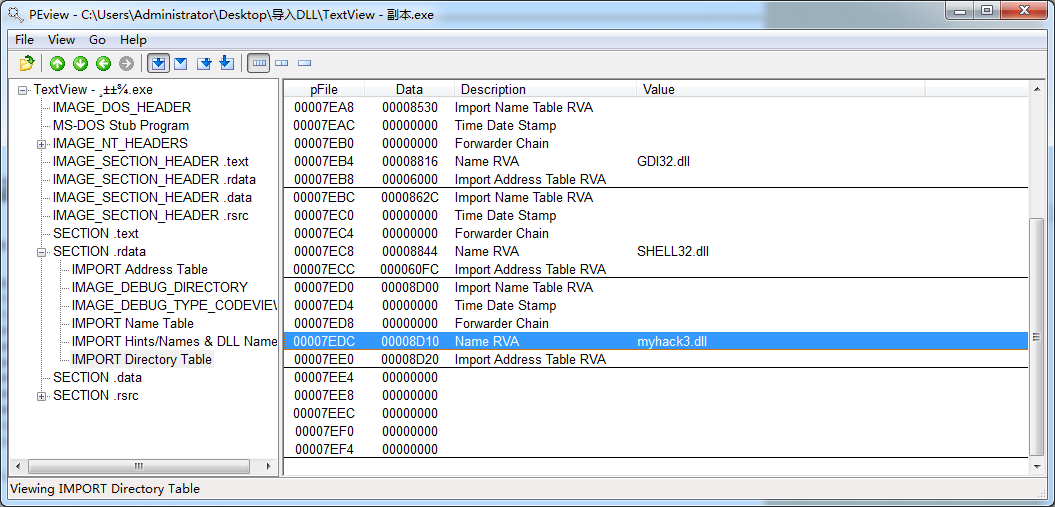 PEview - C:\Users\Administrator\Desktop\导入DLL\TextView - 副本.exe
File View Go Help
TextView - ¸±±¾.exe
IMAGE_DOS_HEADER
MS-DOS Stub Program
IMAGE_NT_HEADERS
IMAGE_SECTION_HEADER .text
IMAGE_SECTION_HEADER .rdata
IMAGE_SECTION_HEADER .data
IMAGE_SECTION_HEADER .rsrc
SECTION .text
SECTION .rdata
IMPORT Address Table
IMAGE_DEBUG_DIRECTORY
IMAGE_DEBUG_TYPE_CODEVIEW
IMPORT Name Table
IMPORT Hints/Names & DLL Name
IMPORT Directory Table
SECTION .data
SECTION .rsrc
pFile Data Description Value
00007EA8 00008530 Import Name Table RVA
00007EAC 00000000 Time Date Stamp
00007EB0 00000000 Forwarder Chain
00007EB4 00008816 Name RVA GDI32.dll
00007EB8 00006000 Import Address Table RVA
00007EBC 0000862C Import Name Table RVA
00007EC0 00000000 Time Date Stamp
00007EC4 00000000 Forwarder Chain
00007EC8 00008844 Name RVA SHELL32.dll
00007ECC 000060FC Import Address Table RVA
00007ED0 00008D00 Import Name Table RVA
00007ED4 00000000 Time Date Stamp
00007ED8 00000000 Forwarder Chain
00007EDC 00008D10 Name RVA myhack3.dll
00007EE0 00008D20 Import Address Table RVA
00007EE4 00000000
00007EE8 00000000
00007EEC 00000000
00007EF0 00000000
00007EF4 00000000
Viewing IMPORT Directory Table